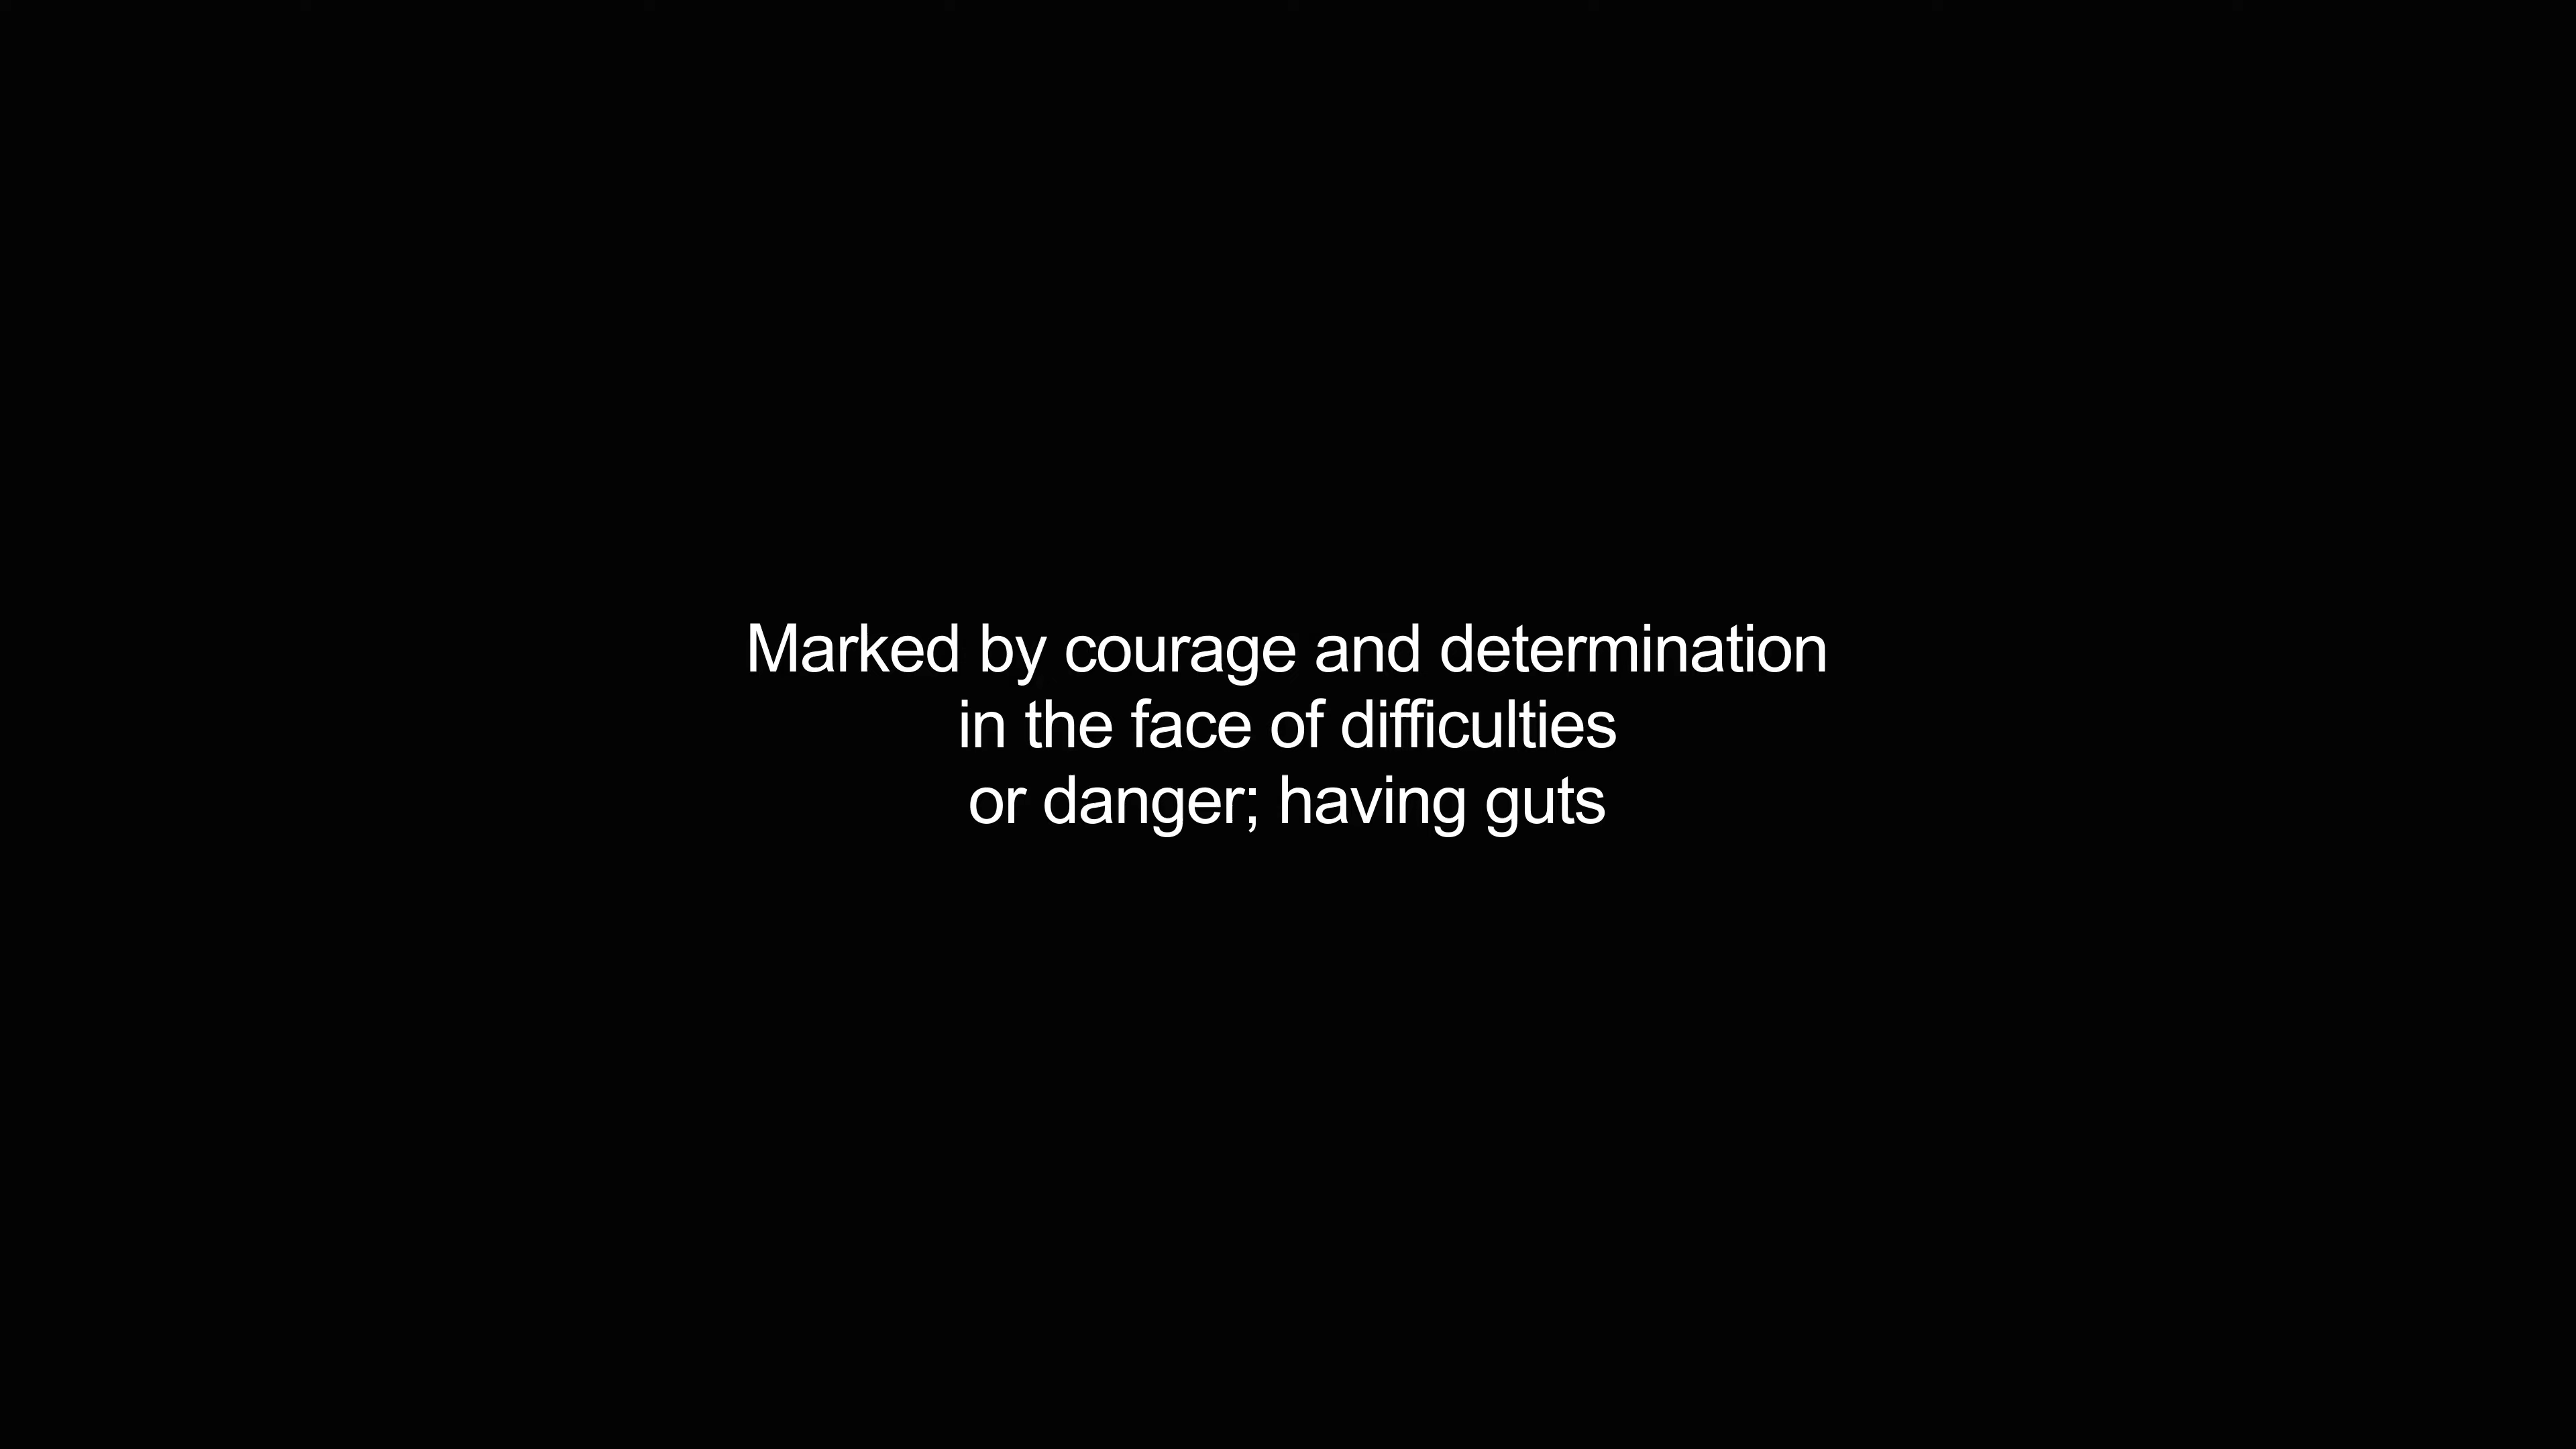 Marked by courage and determination
in the face of difficulties
or danger; having guts